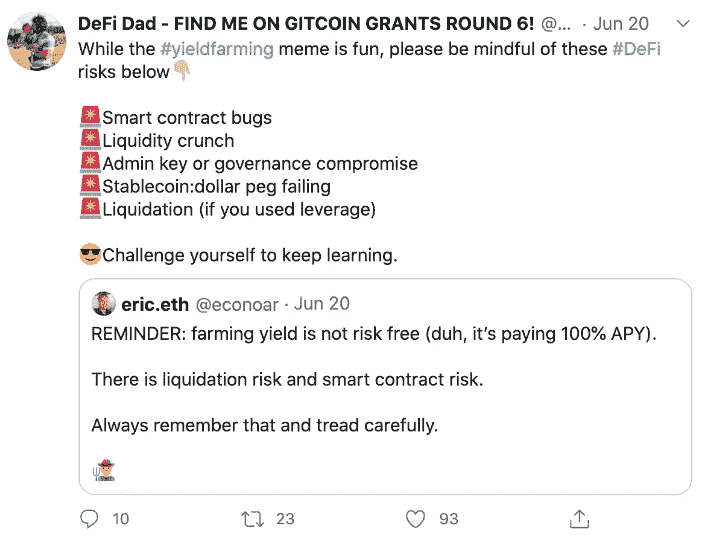 DeFi Dad - FIND ME ON GITCOIN GRANTS ROUND 6! @... · Jun 20
While the #yieldfarming meme is fun, please be mindful of these #DeFi
risks below👇🏼
🚨Smart contract bugs
🚨Liquidity crunch
🚨Admin key or governance compromise
🚨Stablecoin:dollar peg failing
🚨Liquidation (if you used leverage)
😎Challenge yourself to keep learning.
eric.eth @econoar · Jun 20
REMINDER: farming yield is not risk free (duh, it's paying 100% APY).
There is liquidation risk and smart contract risk.
Always remember that and tread carefully.
10 23 93